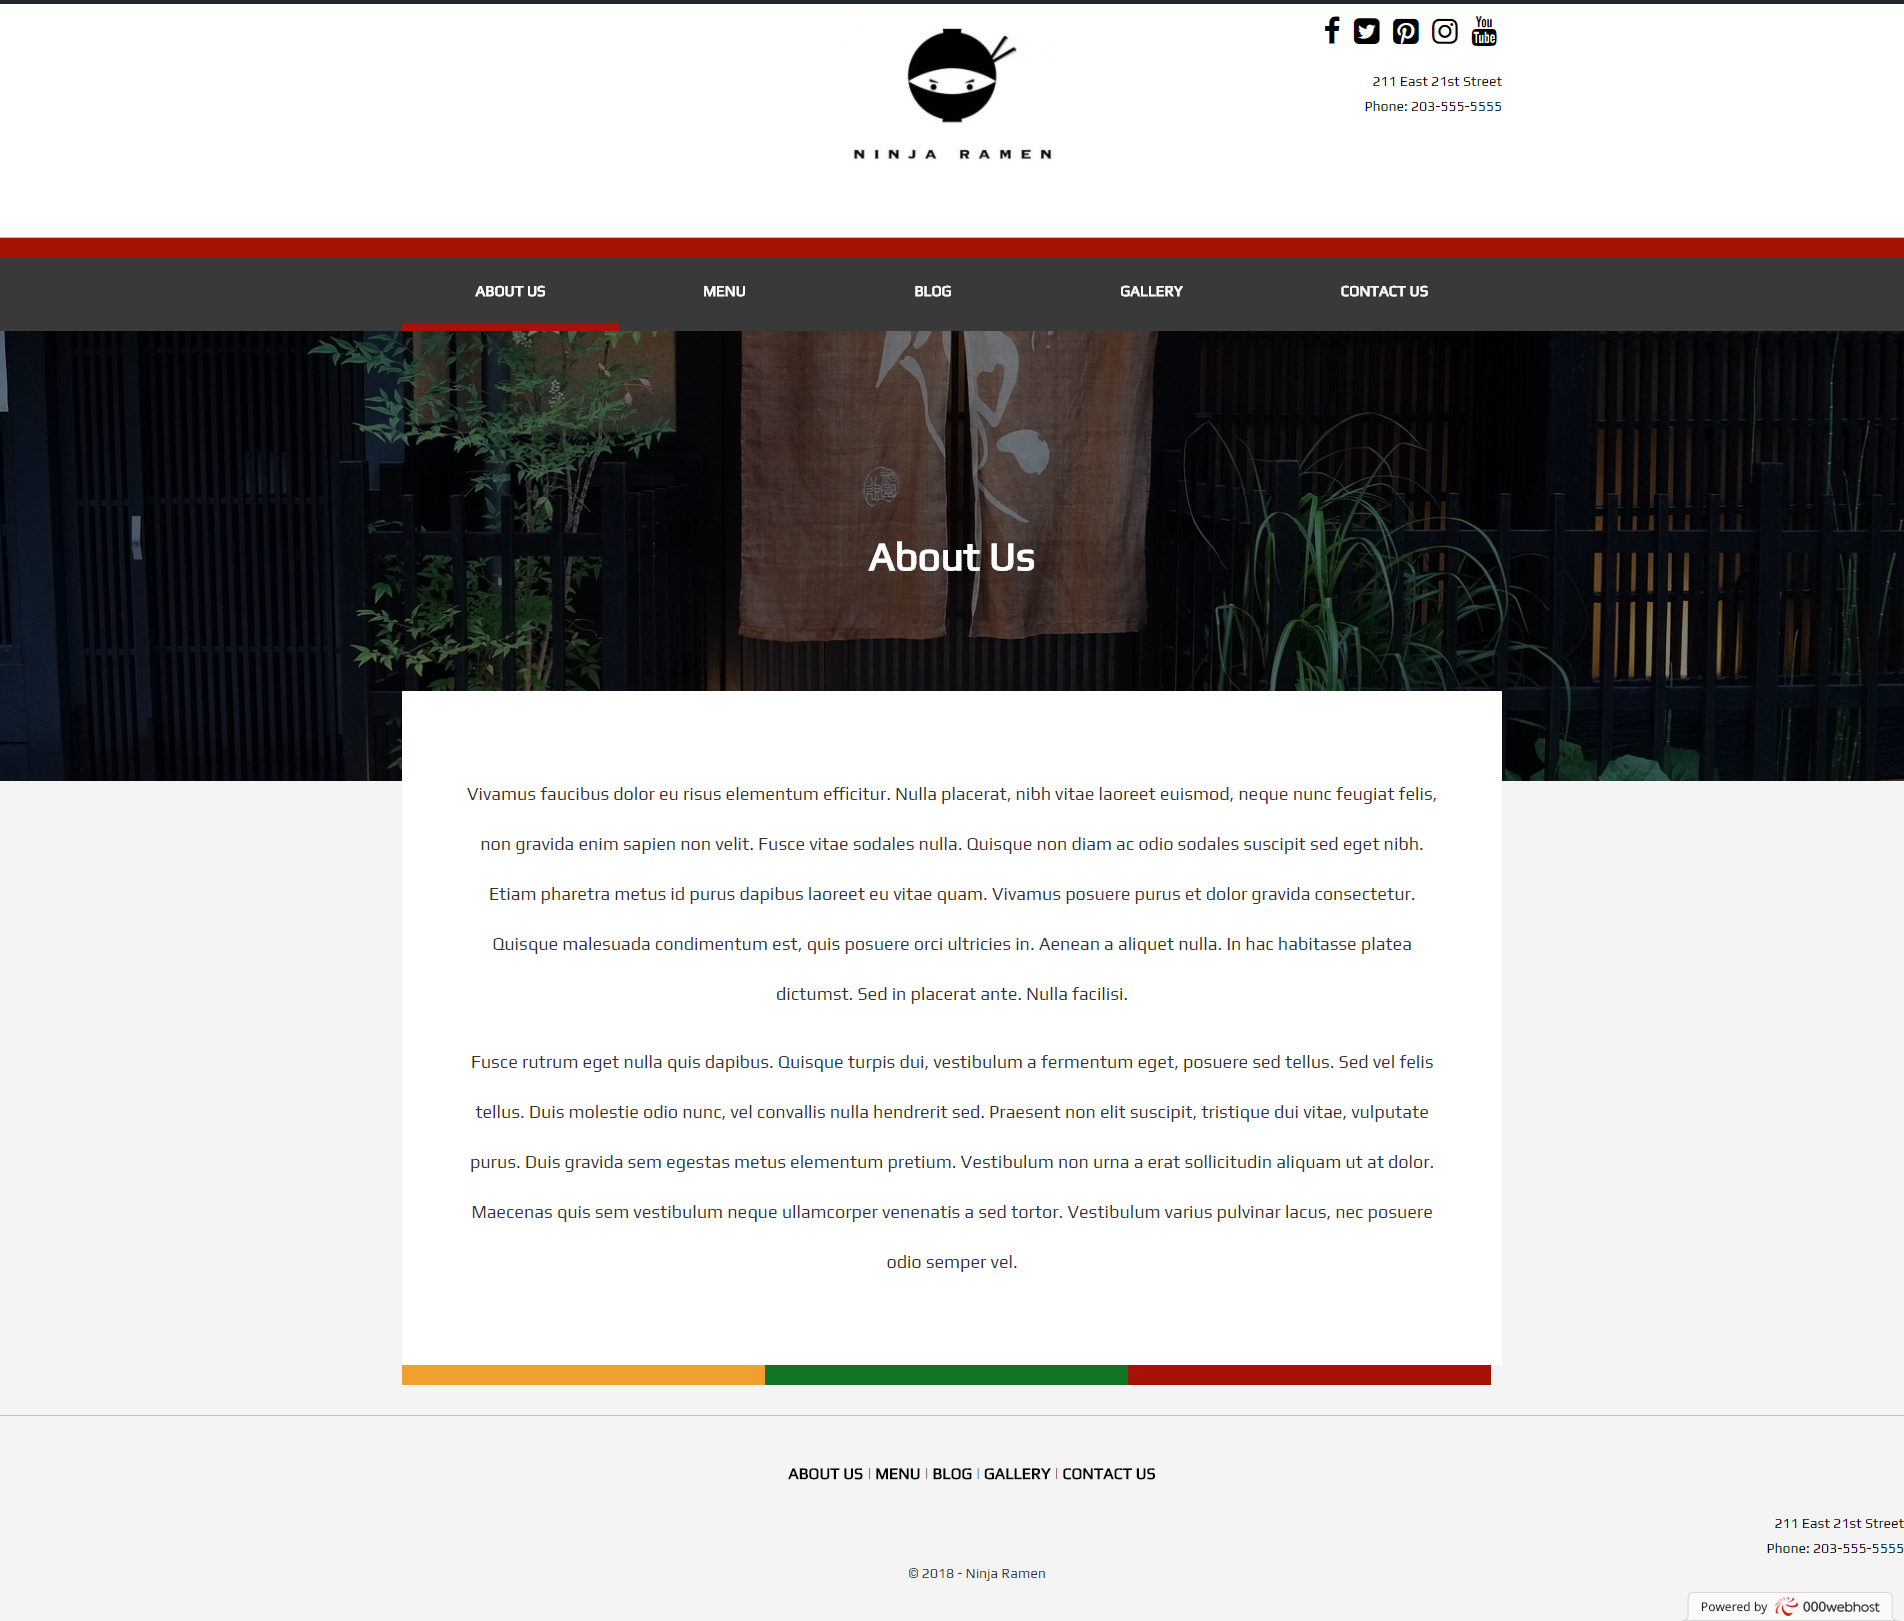 You
Tube
211 East 21st Street
Phone: 203-555-5555
NINJA RAMEN
ABOUT US MENU BLOG GALLERY CONTACT US
About Us
Vivamus faucibus dolor eu risus elementum efficitur. Nulla placerat, nibh vitae laoreet euismod, neque nunc feugiat felis,
non gravida enim sapien non velit. Fusce vitae sodales nulla. Quisque non diam ac odio sodales suscipit sed eget nibh.
Etiam pharetra metus id purus dapibus laoreet eu vitae quam. Vivamus posuere purus et dolor gravida consectetur.
Quisque malesuada condimentum est, quis posuere orci ultricies in. Aenean a aliquet nulla. In hac habitasse platea
dictumst. Sed in placerat ante. Nulla facilisi.
Fusce rutrum eget nulla quis dapibus. Quisque turpis dui, vestibulum a fermentum eget, posuere sed tellus. Sed vel felis
tellus. Duis molestie odio nunc, vel convallis nulla hendrerit sed. Praesent non elit suscipit, tristique dui vitae, vulputate
purus. Duis gravida sem egestas metus elementum pretium. Vestibulum non urna a erat sollicitudin aliquam ut at dolor.
Maecenas quis sem vestibulum neque ullamcorper venenatis a sed tortor. Vestibulum varius pulvinar lacus, nec posuere
odio semper vel.
ABOUT US | MENU | BLOG | GALLERY | CONTACT US
211 East 21st Street
Phone: 203-555-5555
© 2018 - Ninja Ramen
Powered by 000webhost